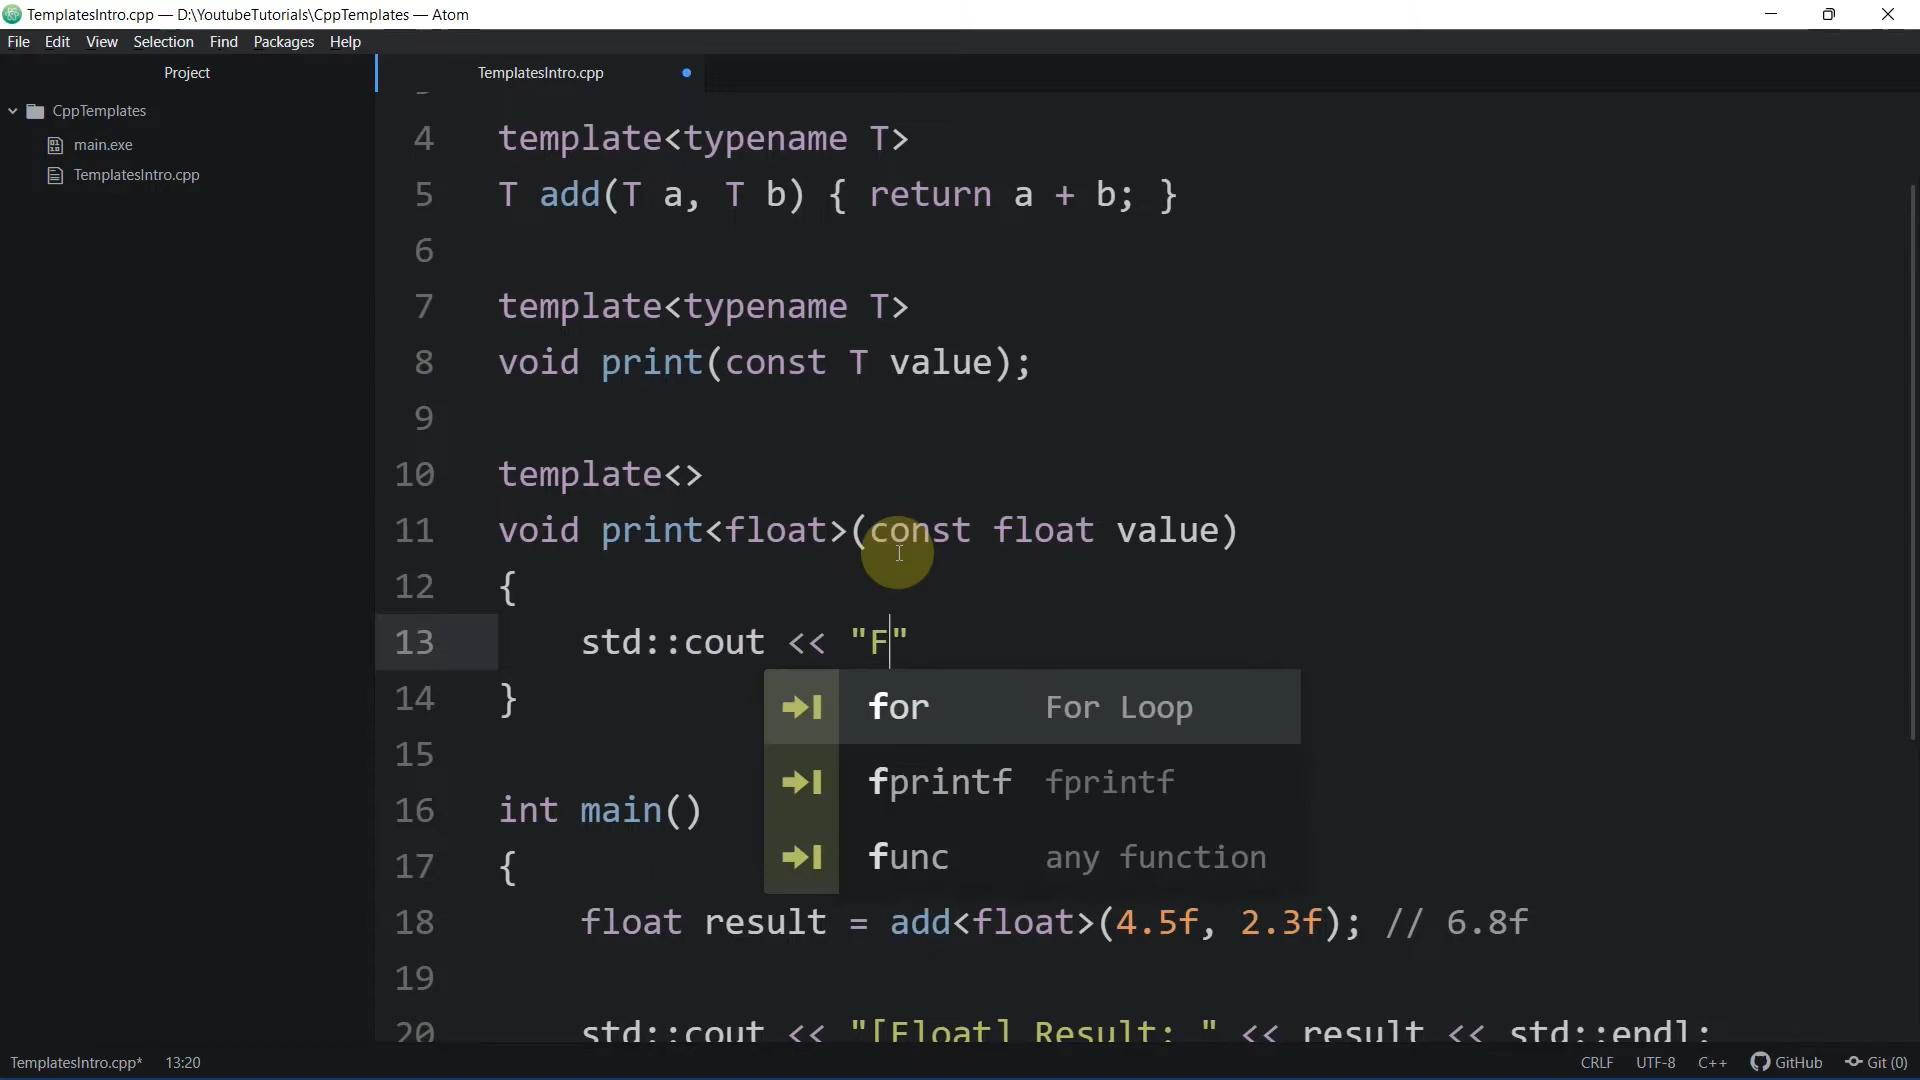 TemplatesIntro.cpp — D:\YoutubeTutorials\CppTemplates — Atom
File Edit View Selection Find Packages Help
Project
TemplatesIntro.cpp
CppTemplates
main.exe
TemplatesIntro.cpp
4 template<typename T>
5 T add(T a, T b) { return a + b; }
6
7 template<typename T>
8 void print(const T value);
9
10 template<>
11 void print<float>(const float value)
12 {
13 std::cout << "F"
14 }
15
16 int main()
17 {
18 float result = add<float>(4.5f, 2.3f); // 6.8f
19
20 std::cout << "[Float] Result: " << result << std::endl;
for For Loop
fprintf fprintf
func any function
TemplatesIntro.cpp* 13:20 CRLF UTF-8 C++ GitHub Git (0)